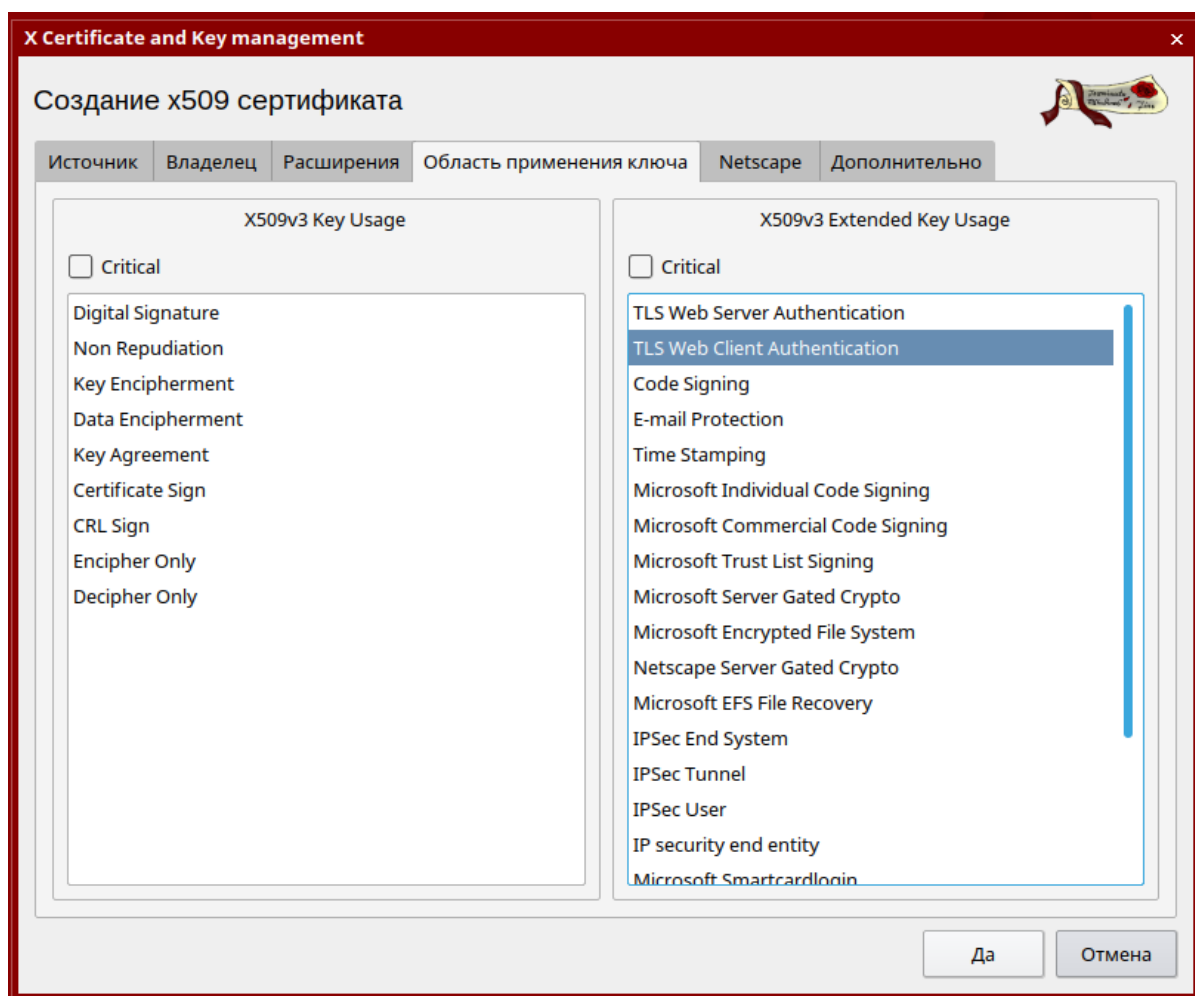 X Certificate and Key management
Создание x509 сертификата
Источник Владелец Расширения Область применения ключа Netscape Дополнительно
X509v3 Key Usage
Critical
Digital Signature
Non Repudiation
Key Encipherment
Data Encipherment
Key Agreement
Certificate Sign
CRL Sign
Encipher Only
Decipher Only
X509v3 Extended Key Usage
Critical
TLS Web Server Authentication
TLS Web Client Authentication
Code Signing
E-mail Protection
Time Stamping
Microsoft Individual Code Signing
Microsoft Commercial Code Signing
Microsoft Trust List Signing
Microsoft Server Gated Crypto
Microsoft Encrypted File System
Netscape Server Gated Crypto
Microsoft EFS File Recovery
IPSec End System
IPSec Tunnel
IPSec User
IP security end entity
Microsoft Smartcardlogin
Да Отмена